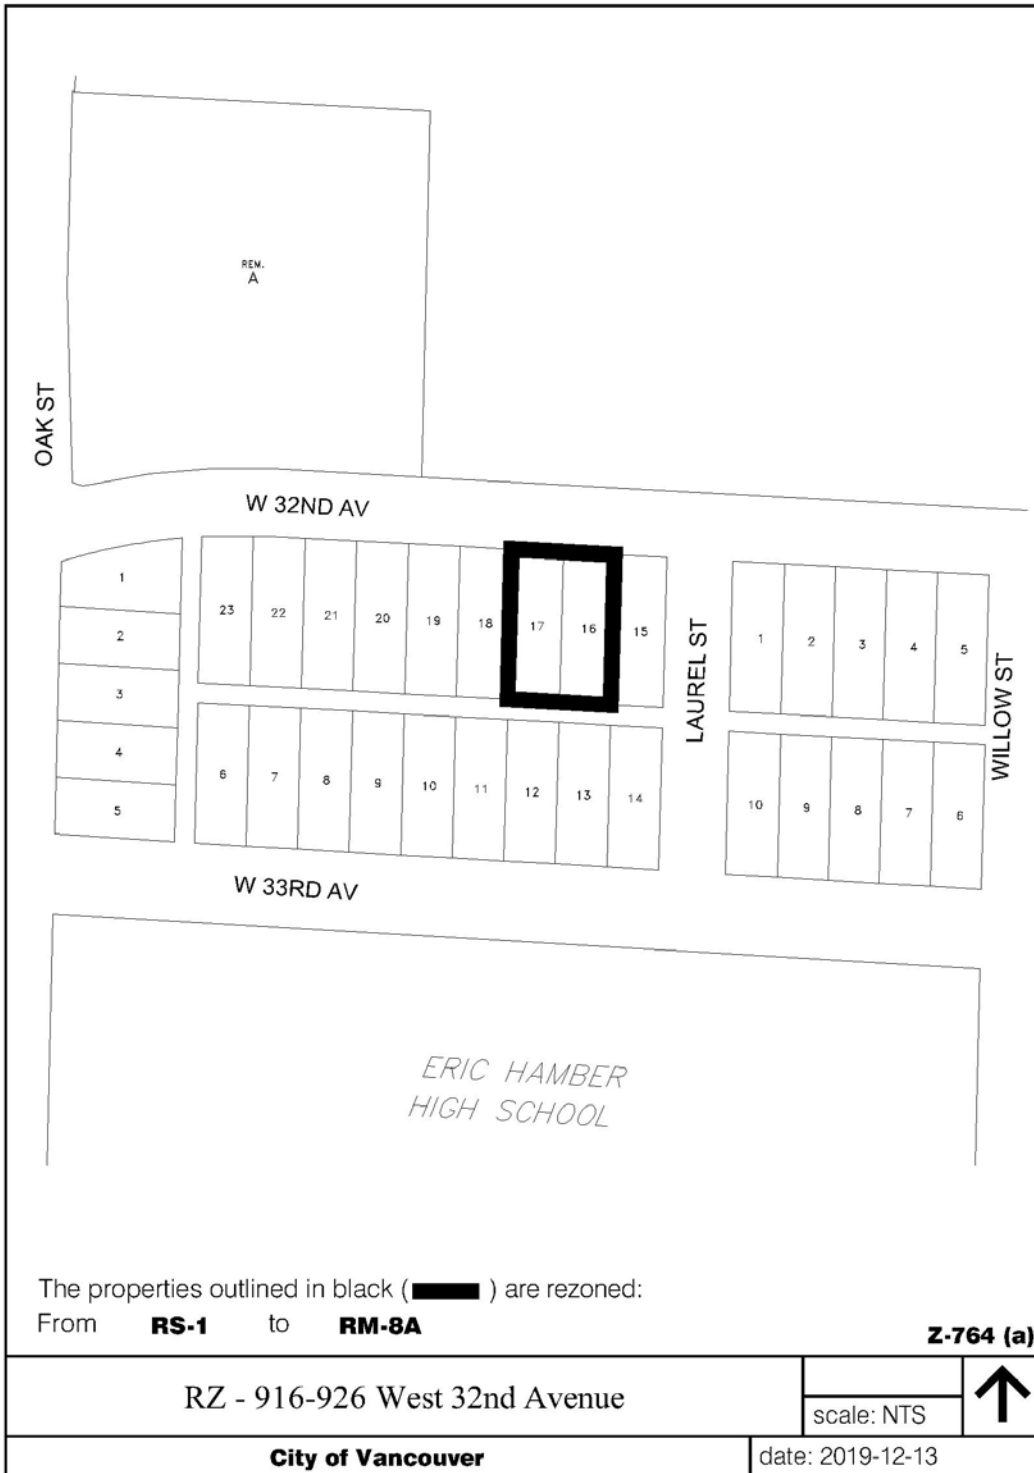 REM.
A
OAK ST
W 32ND AV
1
2
3
4
5
23 22 21 20 19 18 17 16 15
LAUREL ST
1 2 3 4 5
WILLOW ST
6 7 8 9 10 11 12 13 14
10 9 8 7 6
W 33RD AV
ERIC HAMBER
HIGH SCHOOL
The properties outlined in black ( ) are rezoned:
From RS-1 to RM-8A
Z-764 (a)
RZ - 916-926 West 32nd Avenue
scale: NTS
City of Vancouver
date: 2019-12-13